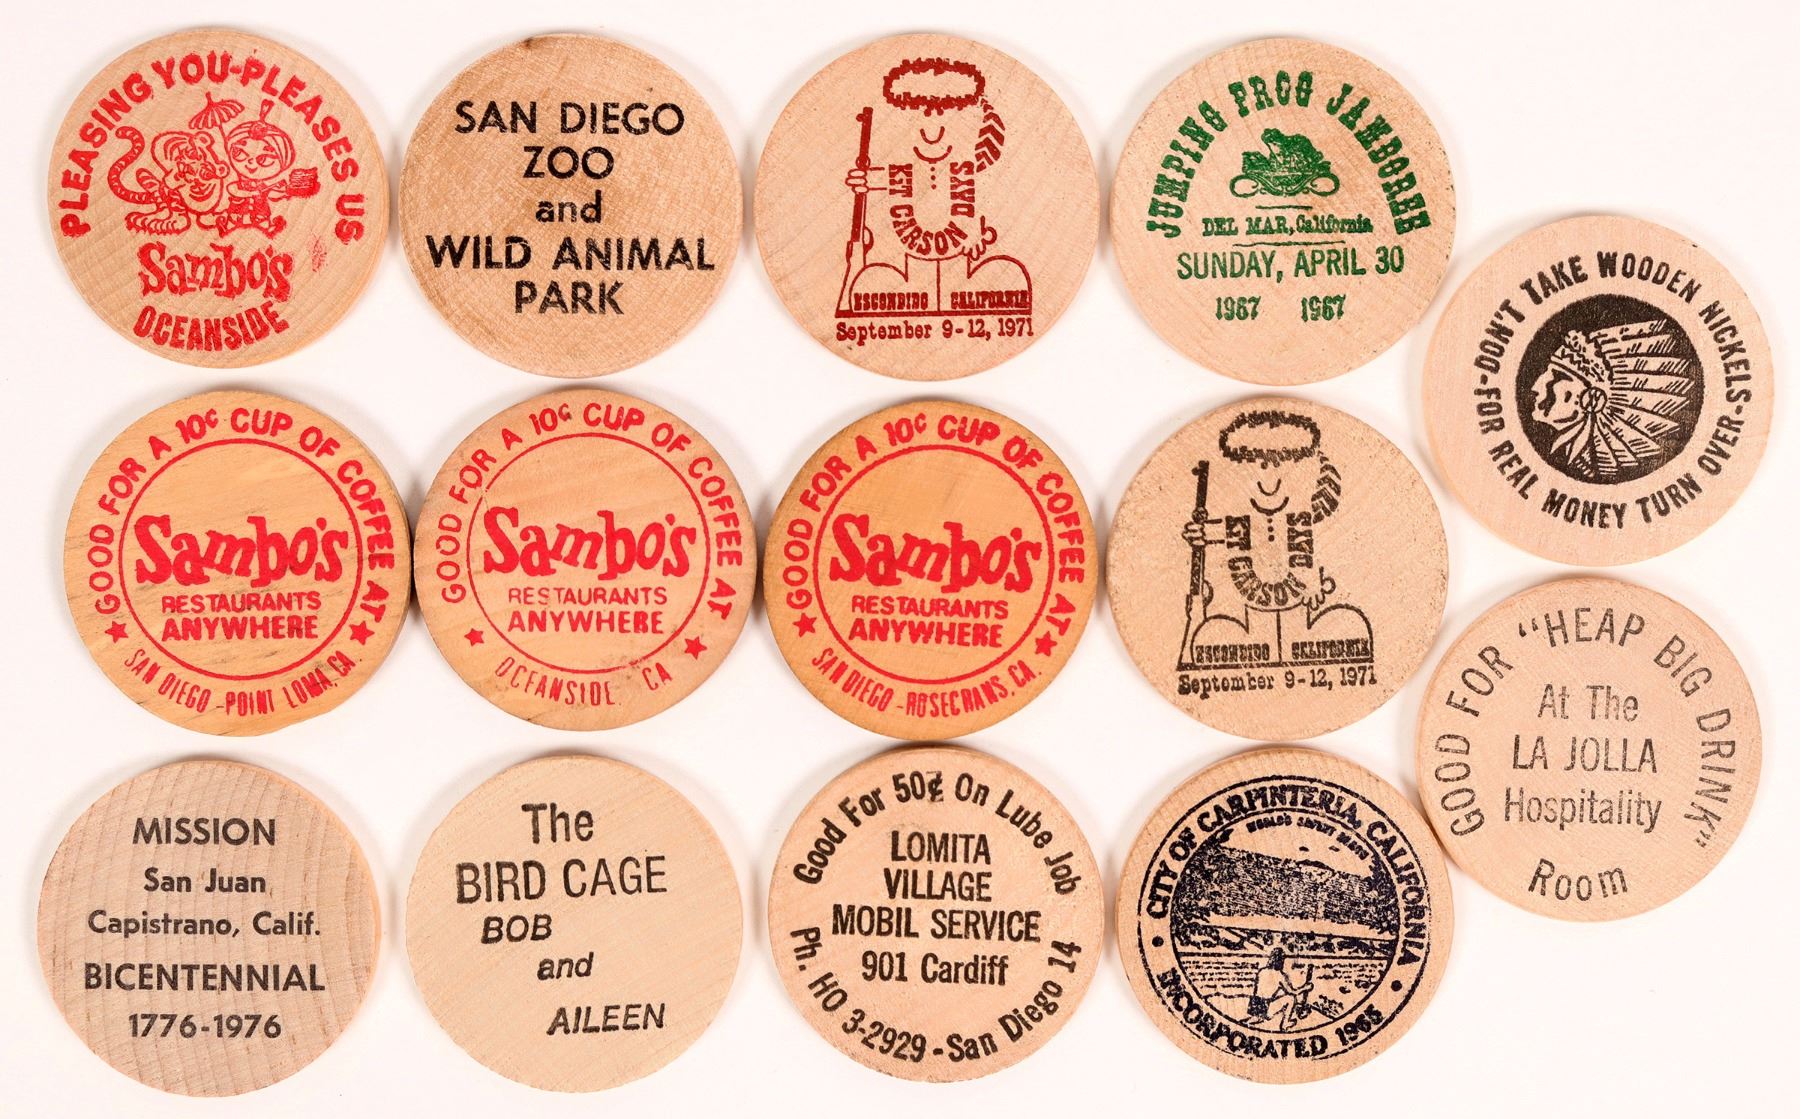 PLEASING YOU-PLEASES US
Sambo's
OCEANSIDE
SAN DIEGO
ZOO
and
WILD ANIMAL
PARK
KIT CARSON DAYS
ESCONDIDO CALIFORNIA
September 9-12, 1971
JUMPING FROG JAMBOREE
DEL MAR, California
SUNDAY, APRIL 30
1967 1967
DON'T TAKE WOODEN NICKELS-
FOR REAL MONEY TURN OVER-S-
GOOD FOR A 10¢ CUP OF COFFEE AT
Sambo's
RESTAURANTS
ANYWHERE
SAN DIEGO-POINT LOMA, CA.
GOOD FOR A 10¢ CUP OF COFFEE AT
Sambo's
RESTAURANTS
ANYWHERE
OCEANSIDE CA
GOOD FOR A 10¢ CUP OF COFFEE AT
Sambo's
RESTAURANTS
ANYWHERE
SAN DIEGO-ROSECRANS, CA.
KIT CARSON DAYS
ESCONDIDO CALIFORNIA
September 9-12, 1971
GOOD FOR "HEAP BIG DRINK"
At The
LA JOLLA
Hospitality
Room
MISSION
San Juan
Capistrano, Calif.
BICENTENNIAL
1776-1976
The
BIRD CAGE
BOB
and
AILEEN
Good For 50¢ On Lube Job
LOMITA
VILLAGE
MOBIL SERVICE
901 Cardiff
Ph. HO 3-2929-San Diego 14
CITY OF CARPINTERIA, CALIFORNIA
WORLD'S SAFEST BEACH
INCORPORATED 1965